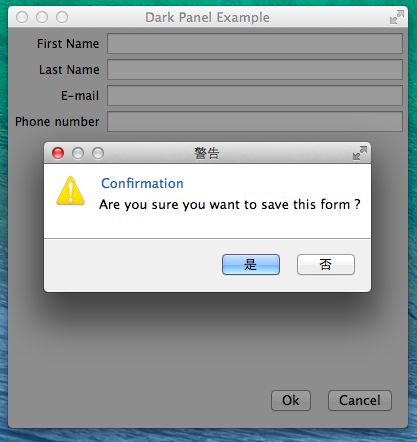 Dark Panel Example
First Name
Last Name
E-mail
Phone number
警告
Confirmation
Are you sure you want to save this form ?
是
否
Ok
Cancel